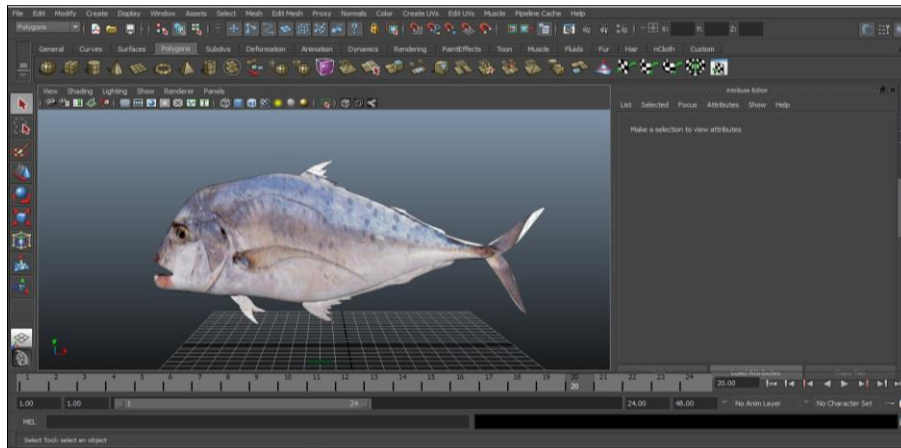 File Edit Modify Create Display Window Assets Select Mesh Edit Mesh Proxy Normals Color Create UVs Edit UVs Muscle Pipeline Cache Help
Polygons X: Y: Z:
General Curves Surfaces Polygons Subdivs Deformation Animation Dynamics Rendering PaintEffects Toon Muscle Fluids Fur Hair nCloth Custom
View Shading Lighting Show Renderer Panels
Attribute Editor
List Selected Focus Attributes Show Help
Make a selection to view attributes
y
x
Load Attributes
1 2 3 4 5 6 7 8 9 10 11 12 13 14 15 16 17 18 19 20 21 22 23 24
20
20.00
1.00 1.00 1 24 24.00 48.00 No Anim Layer No Character Set
MEL
Select Tool: select an object